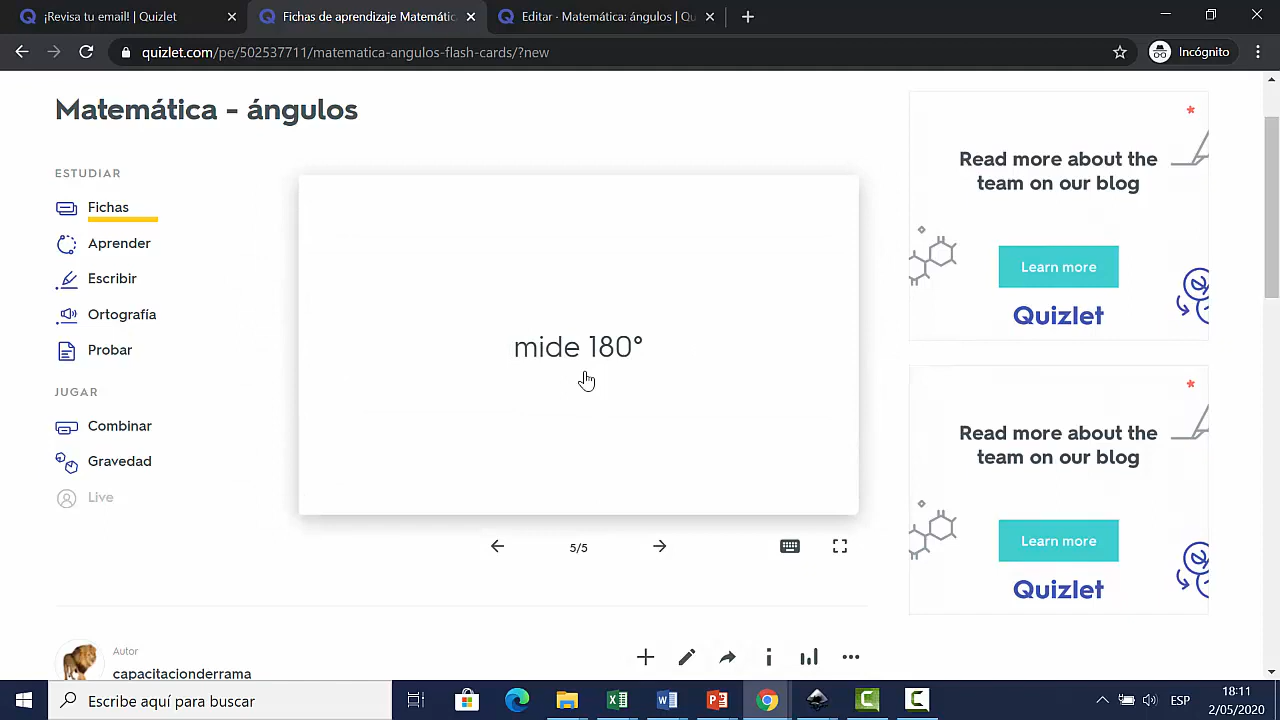 ¡Revisa tu email! | Quizlet
Fichas de aprendizaje Matemátic
Editar · Matemática: ángulos | Qu
quizlet.com/pe/502537711/matematica-angulos-flash-cards/?new
Incógnito
Matemática - ángulos
ESTUDIAR
Fichas
Aprender
Escribir
Ortografía
Probar
JUGAR
Combinar
Gravedad
Live
mide 180°
5/5
Read more about the
team on our blog
Learn more
Quizlet
Read more about the
team on our blog
Learn more
Quizlet
Autor
capacitacionderrama
Escribe aquí para buscar
ESP
18:11
2/05/2020